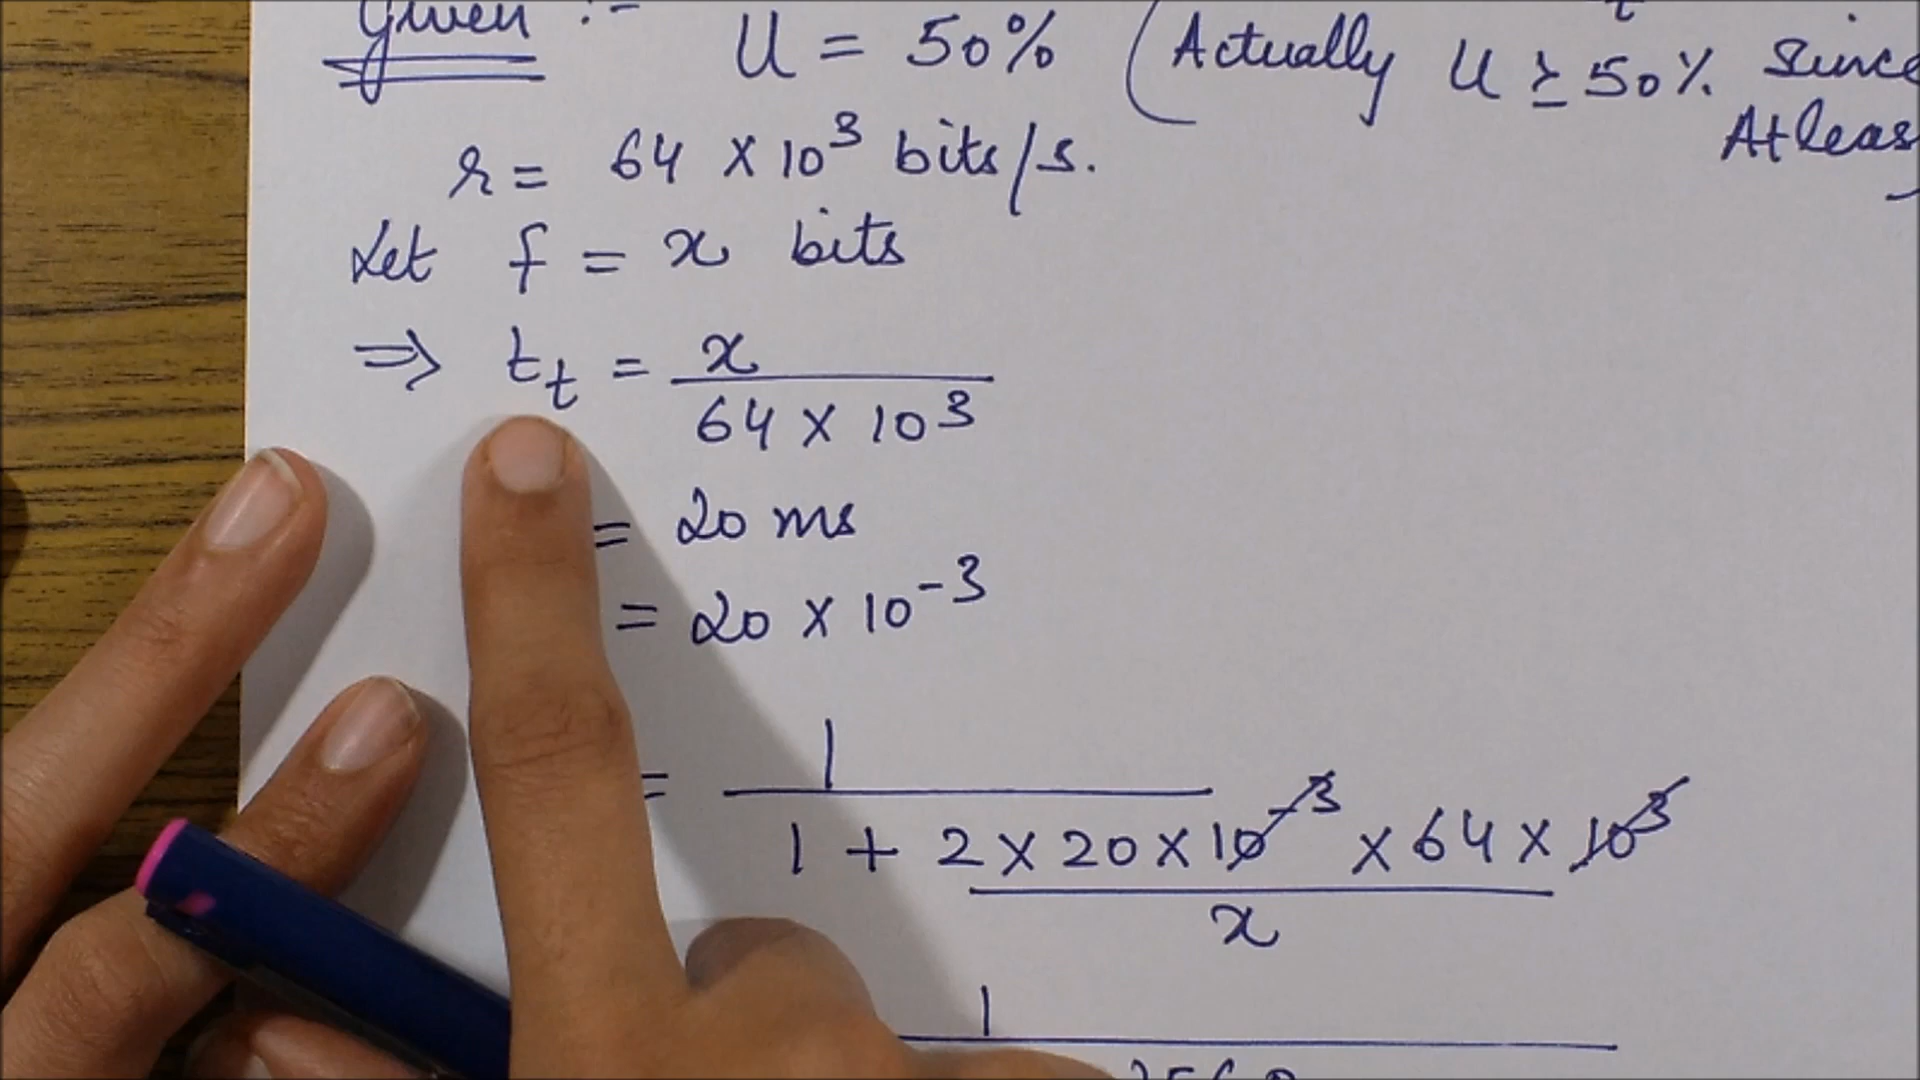 Given :-
U = 50% (Actually U ≥ 50% since
Atleas
r = 64 × 10³ bits/s.
Let f = x bits
⇒ t_t = x / 64 × 10³
= 20 ms
= 20 × 10⁻³
= 1
1 + 2 × 20 × 10⁻³ × 64 × 10³
x
1